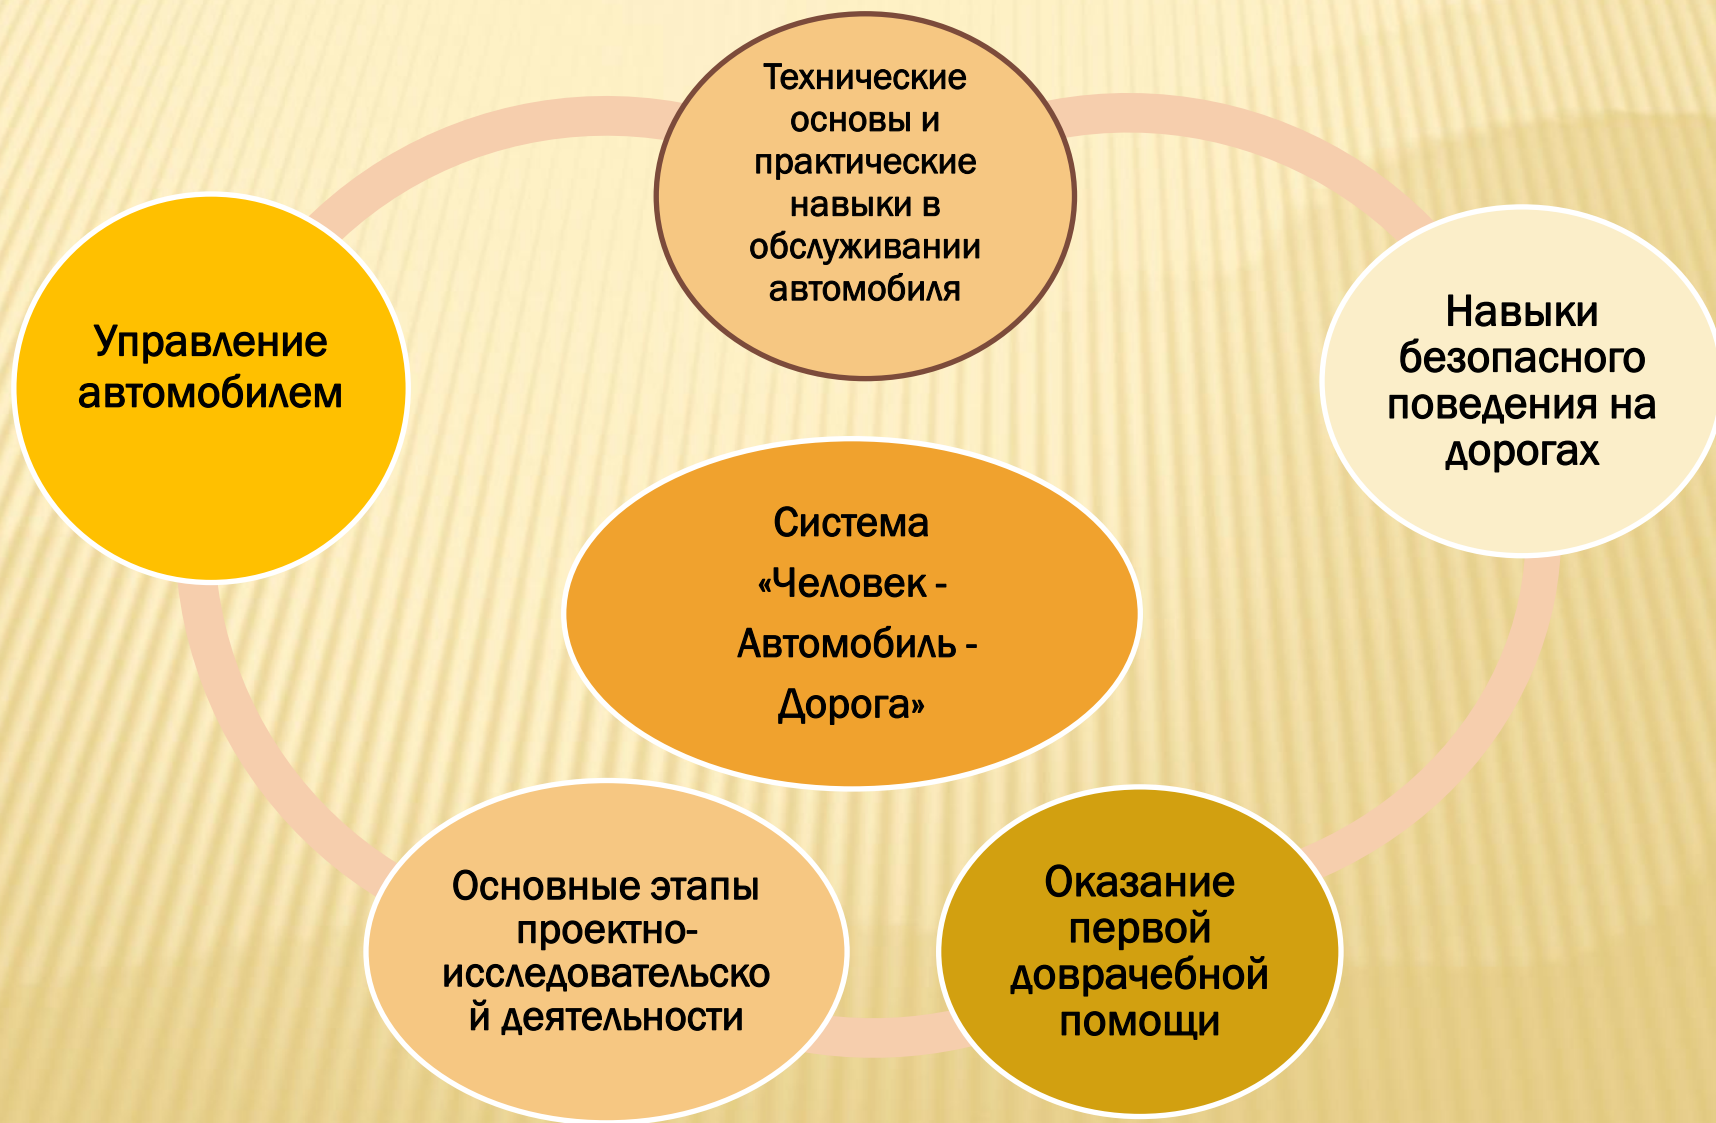 Технические
основы и
практические
навыки в
обслуживании
автомобиля
Управление
автомобилем
Навыки
безопасного
поведения на
дорогах
Система
«Человек -
Автомобиль -
Дорога»
Основные этапы
проектно-
исследовательско
й деятельности
Оказание
первой
доврачебной
помощи